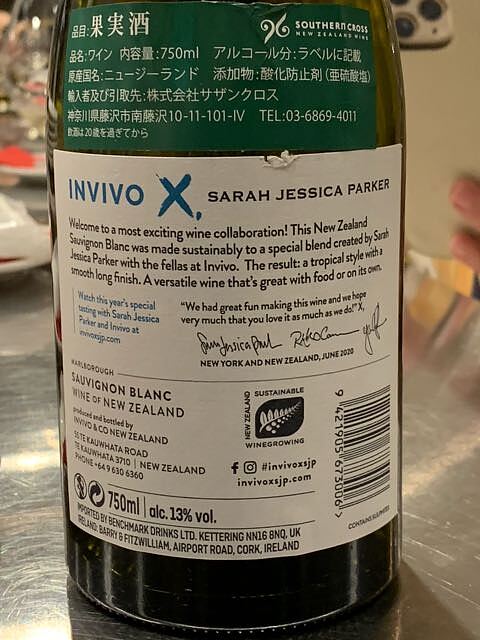 品目:果実酒
SOUTHERN CROSS
NEW ZEALAND WINE
品名:ワイン 内容量:750ml アルコール分:ラベルに記載
原産国名:ニュージーランド 添加物:酸化防止剤(亜硫酸塩)
輸入者及び引取先:株式会社サザンクロス
神奈川県藤沢市南藤沢10-11-101-IV TEL:03-6869-4011
飲酒は20歳を過ぎてから
INVIVO X, SARAH JESSICA PARKER
Welcome to a most exciting wine collaboration! This New Zealand
Sauvignon Blanc was made sustainably to a special blend created by Sarah
Jessica Parker with the fellas at Invivo. The result: a tropical style with a
smooth long finish. A versatile wine that's great with food or on its own.
Watch this year's special
tasting with Sarah Jessica
Parker and Invivo at
invivoxsjp.com
"We had great fun making this wine and we hope
very much that you love it as much as we do!" X,
NEW YORK AND NEW ZEALAND, JUNE 2020
MARLBOROUGH
SAUVIGNON BLANC
WINE OF NEW ZEALAND
produced and bottled by
INVIVO & CO NEW ZEALAND
55 TE KAUWHATA ROAD
TE KAUWHATA 3710 | NEW ZEALAND
PHONE +64 9 630 6360
NEW ZEALAND
SUSTAINABLE
WINEGROWING
#invivoxsjp
invivoxsjp.com
9 421905 673006
CONTAINS SULPHITES
750ml | alc. 13% vol.
IMPORTED BY BENCHMARK DRINKS LTD. KETTERING NN16 8NQ, UK
IRELAND: BARRY & FITZWILLIAM, AIRPORT ROAD, CORK, IRELAND